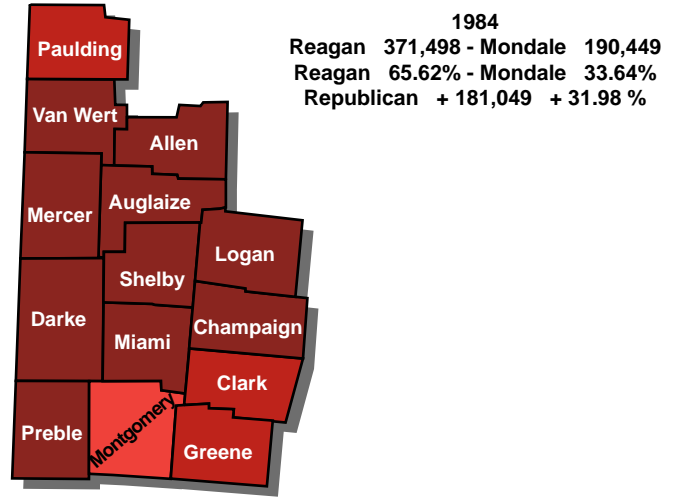 1984
Reagan 371,498 - Mondale 190,449
Reagan 65.62% - Mondale 33.64%
Republican + 181,049 + 31.98 %
Paulding
Van Wert
Allen
Mercer
Auglaize
Logan
Shelby
Darke
Champaign
Miami
Clark
Preble
Montgomery
Greene